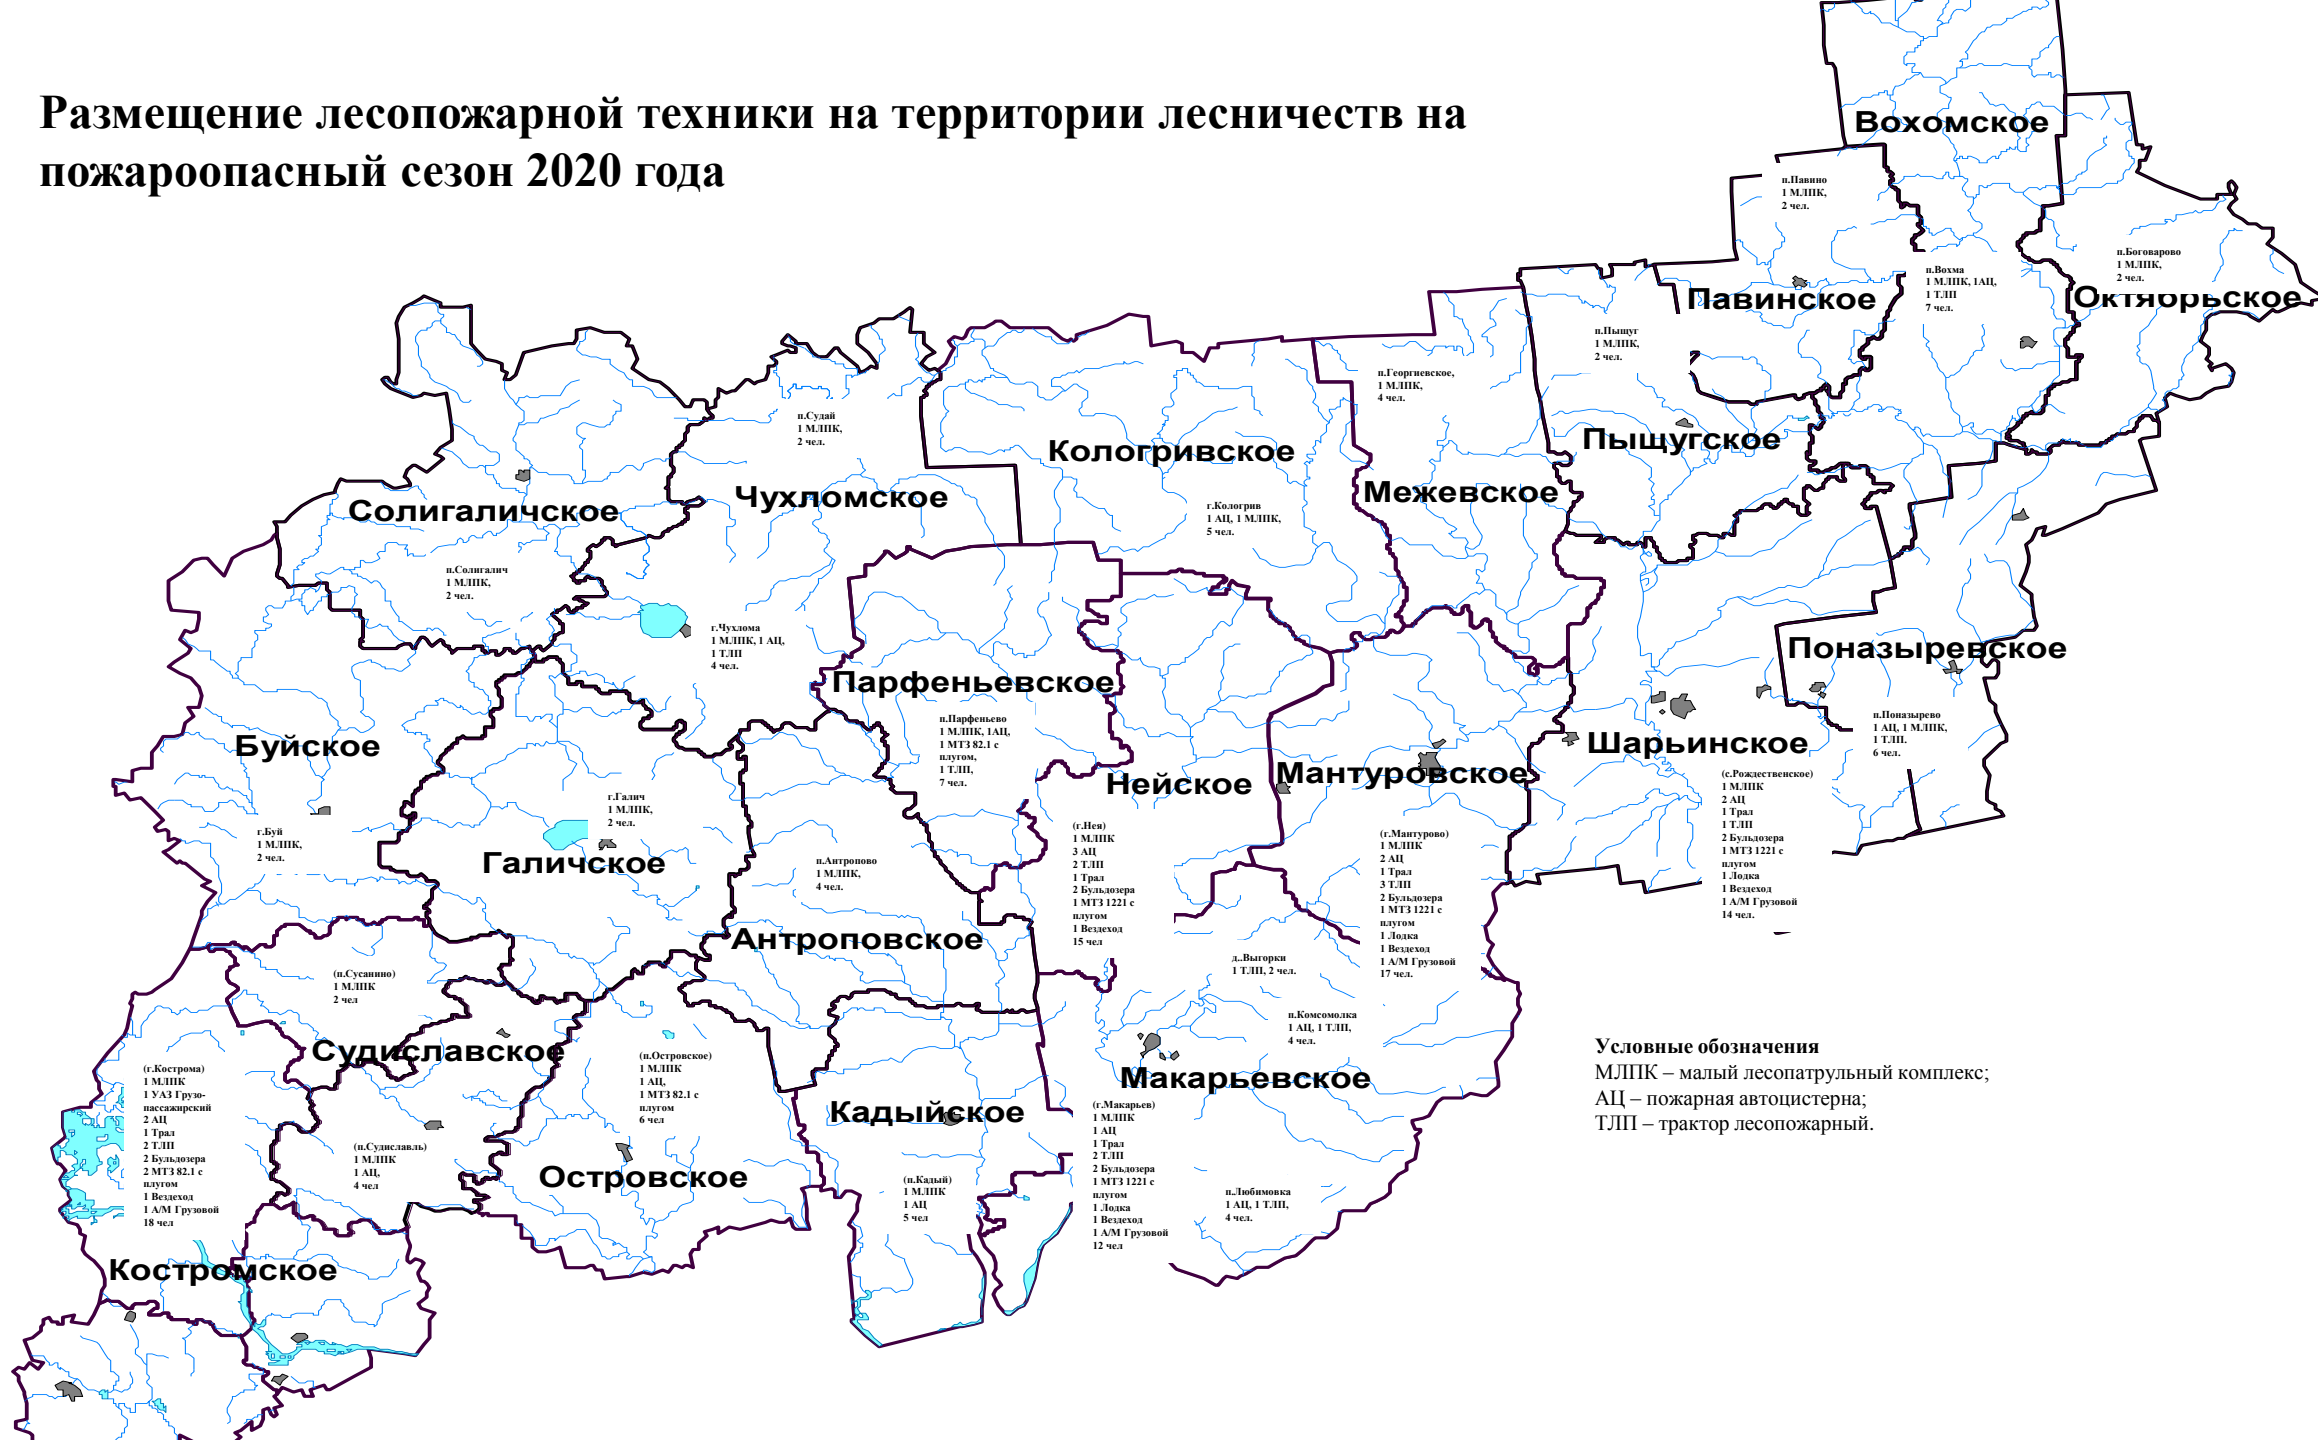 Размещение лесопожарной техники на территории лесничеств на
пожароопасный сезон 2020 года
Вохомское
п.Павино
1 МЛПК,
2 чел.
п.Боговарово
1 МЛПК,
2 чел.
Октябрьское
п.Вохма
1 МЛПК, 1АЦ,
1 ТЛП
7 чел.
Павинское
п.Пыщуг
1 МЛПК,
2 чел.
п.Георгиевское,
1 МЛПК,
4 чел.
п.Судай
1 МЛПК,
2 чел.
Кологривское
Пыщугское
Межевское
Чухломское
Солигаличское
г.Кологрив
1 АЦ, 1 МЛПК,
5 чел.
п.Солигалич
1 МЛПК,
2 чел.
г.Чухлома
1 МЛПК, 1 АЦ,
1 ТЛП
4 чел.
Поназыревское
Парфеньевское
п.Парфеньево
1 МЛПК, 1АЦ,
1 МТЗ 82.1 с
плугом,
1 ТЛП,
7 чел.
п.Поназырево
1 АЦ, 1 МЛПК,
1 ТЛП.
6 чел.
Буйское
Шарьинское
Мантуровское
Нейское
(с.Рождественское)
1 МЛПК
2 АЦ
1 Трал
1 ТЛП
2 Бульдозера
1 МТЗ 1221 с
плугом
1 Лодка
1 Вездеход
1 А/М Грузовой
14 чел.
г.Галич
1 МЛПК,
2 чел.
г.Буй
1 МЛПК,
2 чел.
(г.Нея)
1 МЛПК
3 АЦ
2 ТЛП
1 Трал
2 Бульдозера
1 МТЗ 1221 с
плугом
1 Вездеход
15 чел
(г.Мантурово)
1 МЛПК
2 АЦ
1 Трал
3 ТЛП
2 Бульдозера
1 МТЗ 1221 с
плугом
1 Лодка
1 Вездеход
1 А/М Грузовой
17 чел.
Галичское
п.Антропово
1 МЛПК,
4 чел.
Антроповское
д..Выгорки
1 ТЛП, 2 чел.
(п.Сусанино)
1 МЛПК
2 чел
п.Комсомолка
1 АЦ, 1 ТЛП,
4 чел.
Судиславское
(п.Островское)
1 МЛПК
1 АЦ,
1 МТЗ 82.1 с
плугом
6 чел
Условные обозначения
МЛПК – малый лесопатрульный комплекс;
АЦ – пожарная автоцистерна;
ТЛП – трактор лесопожарный.
(г.Кострома)
1 МЛПК
1 УАЗ Грузо-
пассажирский
2 АЦ
1 Трал
2 ТЛП
2 Бульдозера
2 МТЗ 82.1 с
плугом
1 Вездеход
1 А/М Грузовой
18 чел
Макарьевское
Кадыйское
(г.Макарьев)
1 МЛПК
1 АЦ
1 Трал
2 ТЛП
2 Бульдозера
1 МТЗ 1221 с
плугом
1 Лодка
1 Вездеход
1 А/М Грузовой
12 чел
(п.Судиславль)
1 МЛПК
1 АЦ,
4 чел
Островское
(п.Кадый)
1 МЛПК
1 АЦ
5 чел
п.Любимовка
1 АЦ, 1 ТЛП,
4 чел.
Костромское